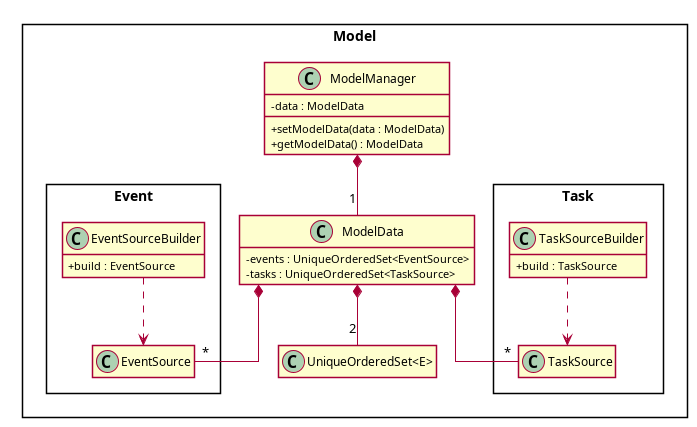 Model
C ModelManager
-data : ModelData
+setModelData(data : ModelData)
+getModelData() : ModelData
1
Event
C EventSourceBuilder
+build : EventSource
C ModelData
-events : UniqueOrderedSet<EventSource>
-tasks : UniqueOrderedSet<TaskSource>
Task
C TaskSourceBuilder
+build : TaskSource
*
2
*
C EventSource
C UniqueOrderedSet<E>
C TaskSource